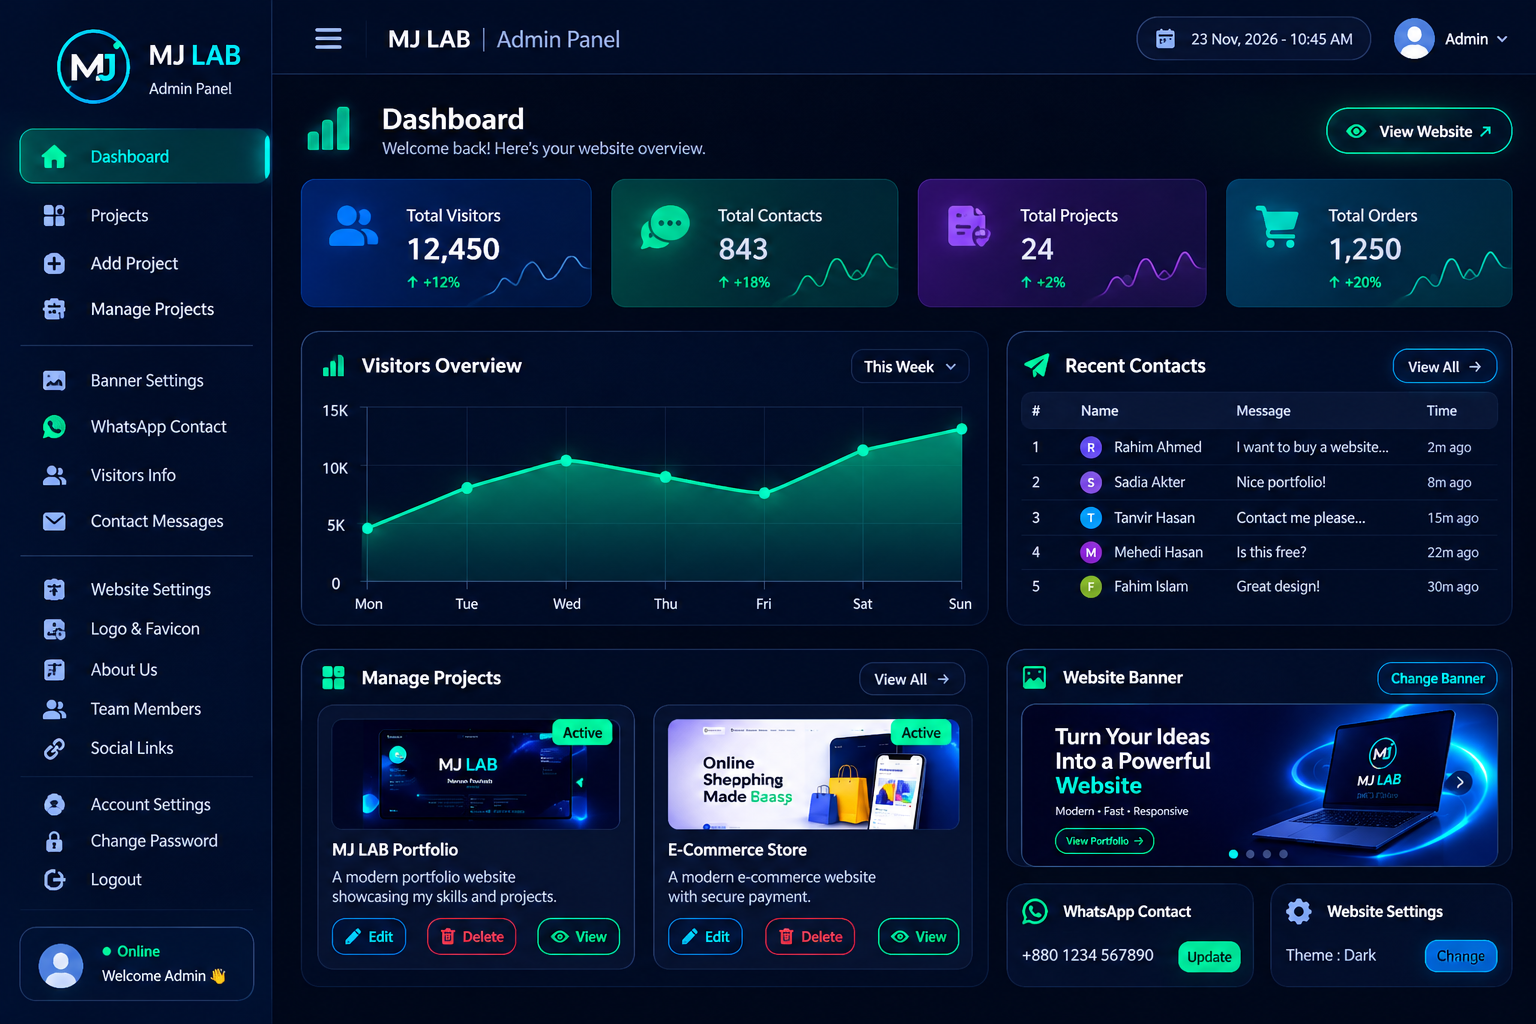 MJ
MJ LAB
Admin Panel
Dashboard
Projects
Add Project
Manage Projects
Banner Settings
WhatsApp Contact
Visitors Info
Contact Messages
Website Settings
Logo & Favicon
About Us
Team Members
Social Links
Account Settings
Change Password
Logout
Online
Welcome Admin 👋
MJ LAB | Admin Panel
23 Nov, 2026 - 10:45 AM
Admin
Dashboard
Welcome back! Here's your website overview.
View Website ↗
Total Visitors
12,450
↑ +12%
Total Contacts
843
↑ +18%
Total Projects
24
↑ +2%
Total Orders
1,250
↑ +20%
Visitors Overview
This Week
15K
10K
5K
0
Mon Tue Wed Thu Fri Sat Sun
Recent Contacts
View All →
# Name Message Time
1 R Rahim Ahmed I want to buy a website... 2m ago
2 S Sadia Akter Nice portfolio! 8m ago
3 T Tanvir Hasan Contact me please... 15m ago
4 M Mehedi Hasan Is this free? 22m ago
5 F Fahim Islam Great design! 30m ago
Manage Projects
View All →
Active
MJ LAB
MJ LAB Portfolio
A modern portfolio website
showcasing my skills and projects.
Edit Delete View
Active
Online
Shepphing
Made Baasg
E-Commerce Store
A modern e-commerce website
with secure payment.
Edit Delete View
Website Banner
Change Banner
Turn Your Ideas
Into a Powerful
Website
Modern • Fast • Responsive
View Portfolio →
MJ
MJ LAB
WhatsApp Contact
+880 1234 567890
Update
Website Settings
Theme : Dark
Change